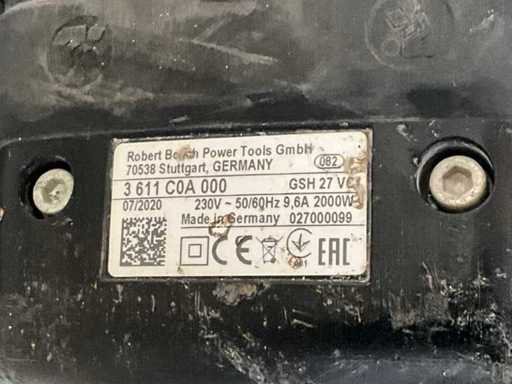 Robert Bosch Power Tools GmbH
70538 Stuttgart, GERMANY
082
3 611 C0A 000
GSH 27 VC
07/2020
230V ~ 50/60Hz 9,6A 2000W
Made in Germany 027000099
CE
EAC